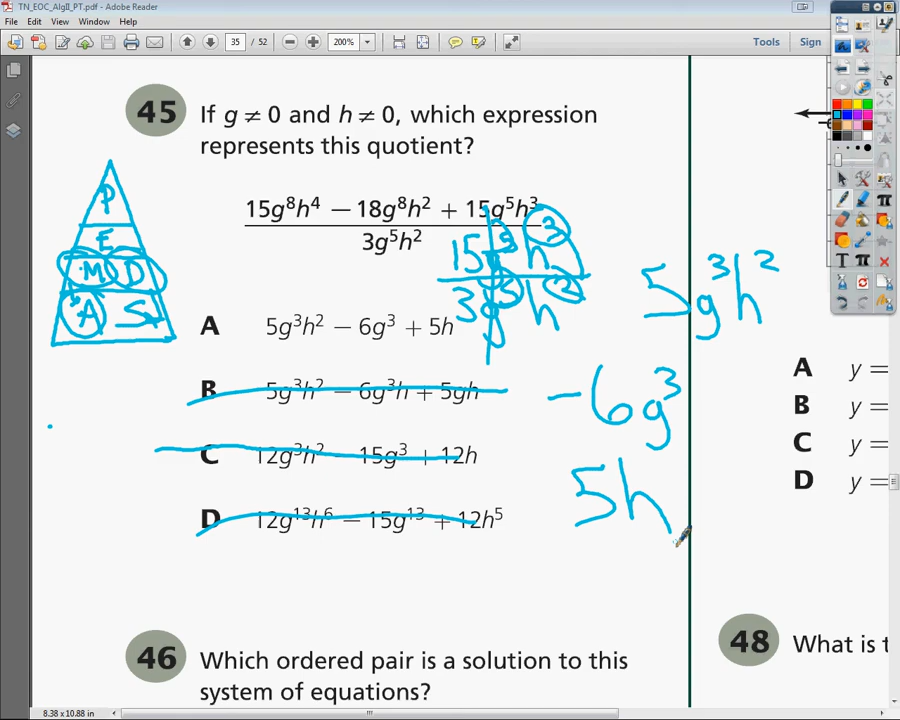 TN_EOC_AlgII_PT.pdf - Adobe Reader
File Edit View Window Help
35 / 52 200% Tools Sign
45 If g ≠ 0 and h ≠ 0, which expression
represents this quotient?
15g⁸h⁴ − 18g⁸h² + 15g⁵h³
3g⁵h²
P
E
M D
A S
15g⁵h³
3g⁵h²
5g³h²
A 5g³h² − 6g³ + 5h
−6g³
B 5g³h² − 6g³h + 5gh
C 12g³h² − 15g³ + 12h
5h
D 12g¹³h⁶ − 15g¹³ + 12h⁵
A y =
B y =
C y =
D y =
46 Which ordered pair is a solution to this
system of equations?
48 What is t
8.38 x 10.88 in